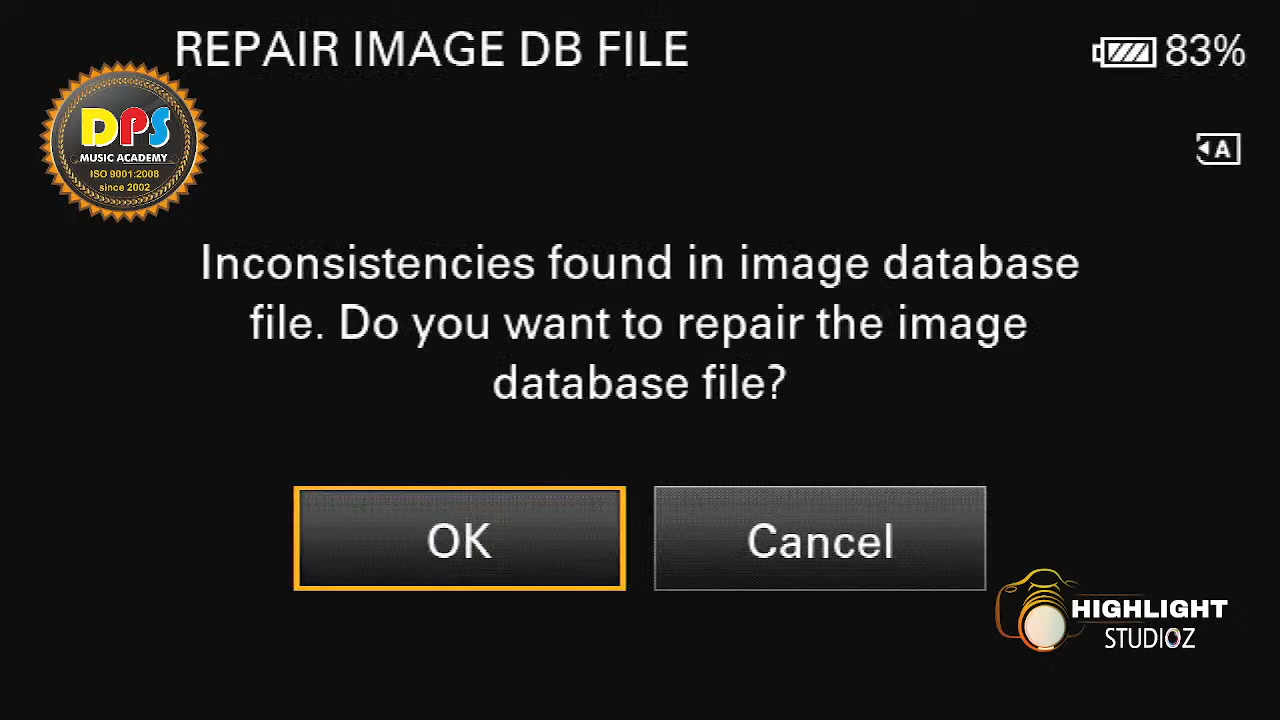 REPAIR IMAGE DB FILE
83%
DPS
MUSIC ACADEMY
ISO 9001:2008
since 2002
A
Inconsistencies found in image database
file. Do you want to repair the image
database file?
OK
Cancel
HIGHLIGHT
STUDIOZ